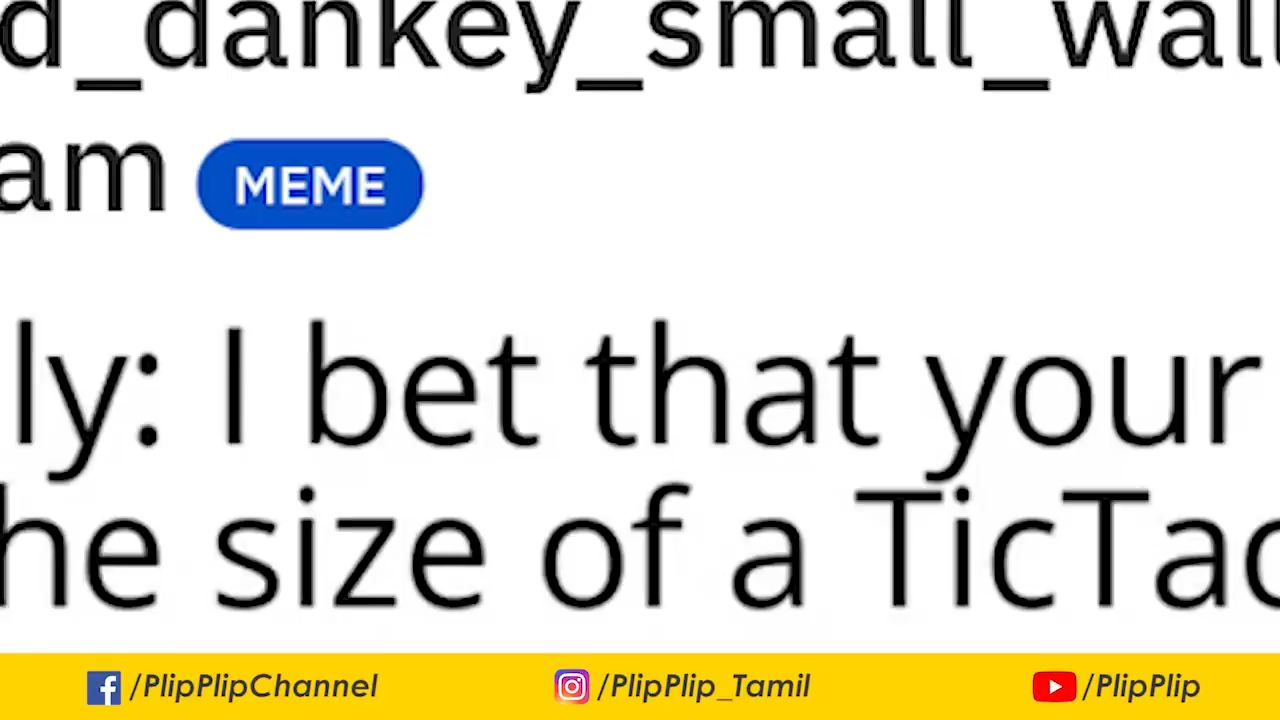 d_dankey_small_wall
am MEME
ly: I bet that your
he size of a TicTac
/PlipPlipChannel /PlipPlip_Tamil /PlipPlip